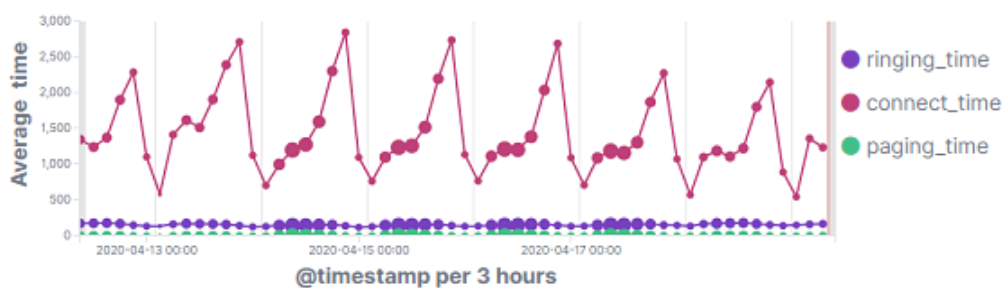 3,000
2,500
2,000
1,500
1,000
500
0
Average time
2020-04-13 00:00
2020-04-15 00:00
2020-04-17 00:00
@timestamp per 3 hours
ringing_time
connect_time
paging_time